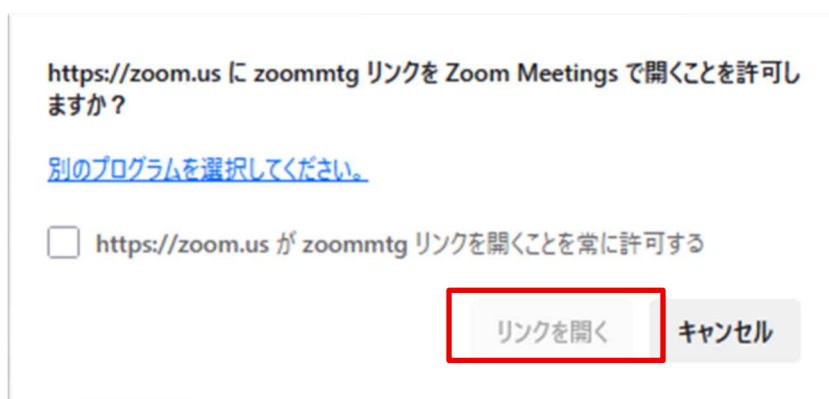 https://zoom.us に zoommtg リンクを Zoom Meetings で開くことを許可し
ますか？
別のプログラムを選択してください。
https://zoom.us が zoommtg リンクを開くことを常に許可する
リンクを開く キャンセル